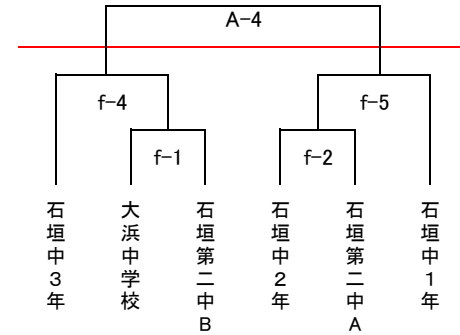 A-4
f-4
f-5
f-1
f-2
石垣中3年
大浜中学校
石垣第二中B
石垣中2年
石垣第二中A
石垣中1年